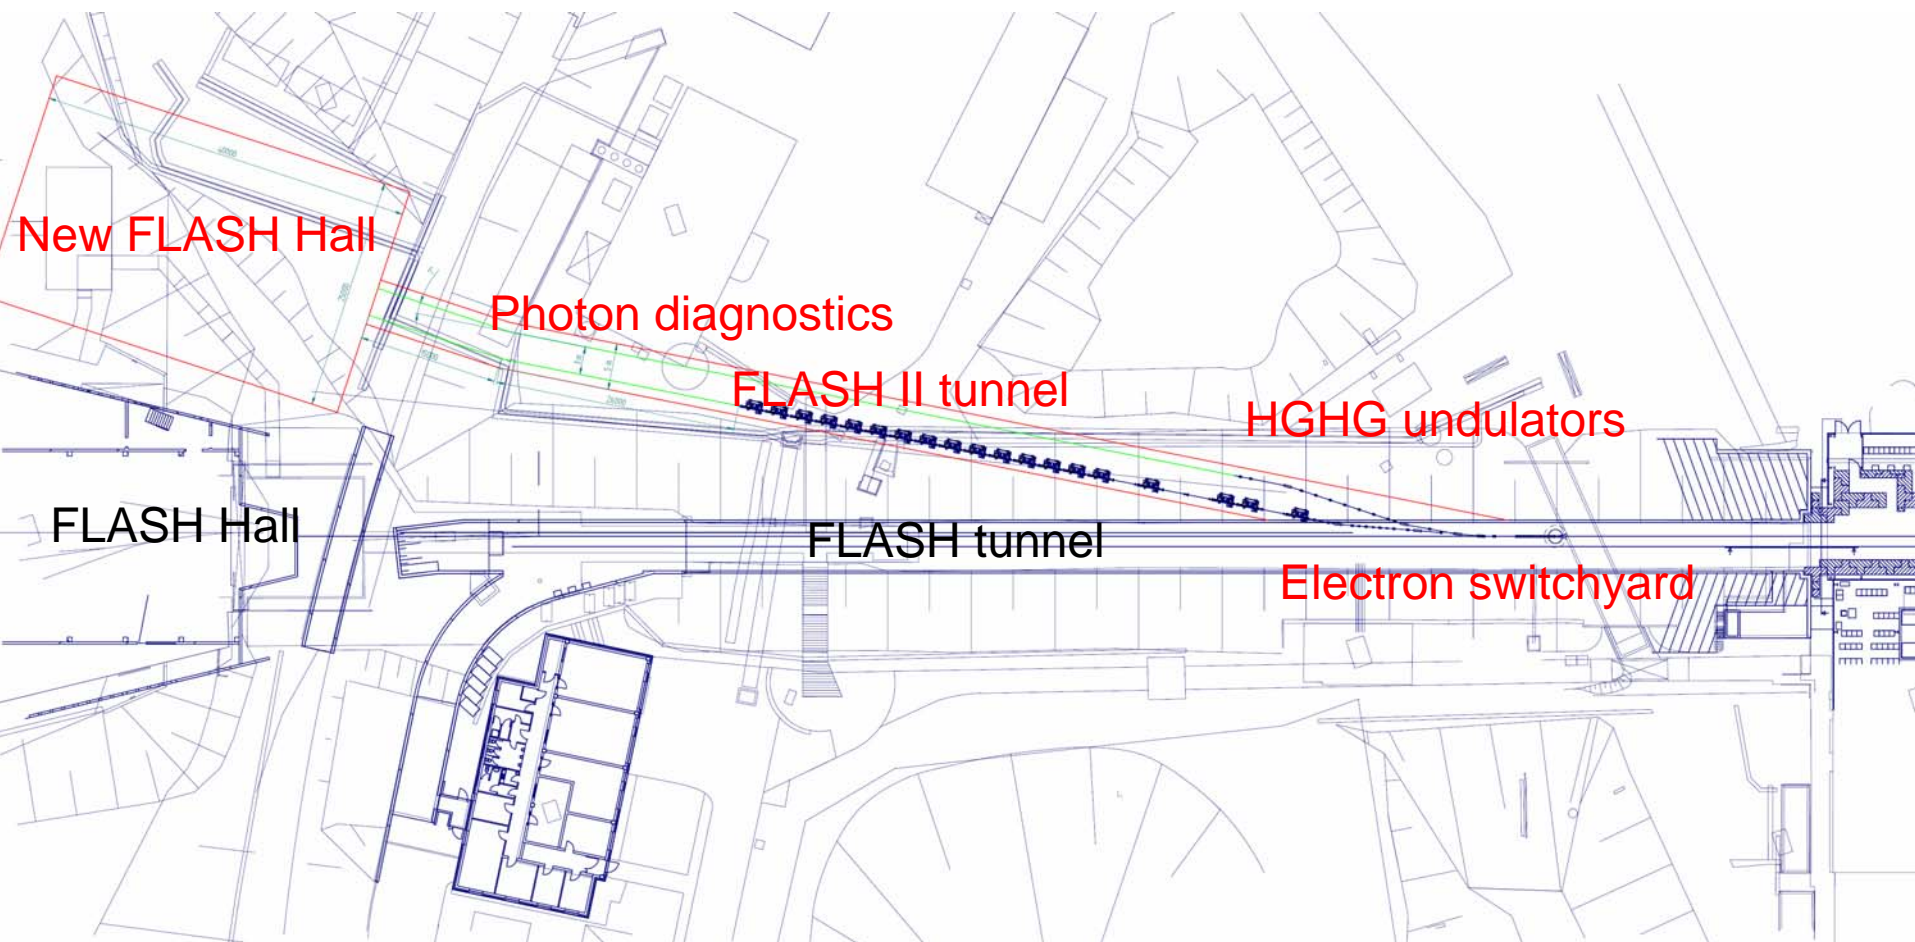 New FLASH Hall
Photon diagnostics
FLASH II tunnel
HGHG undulators
FLASH Hall
FLASH tunnel
Electron switchyard